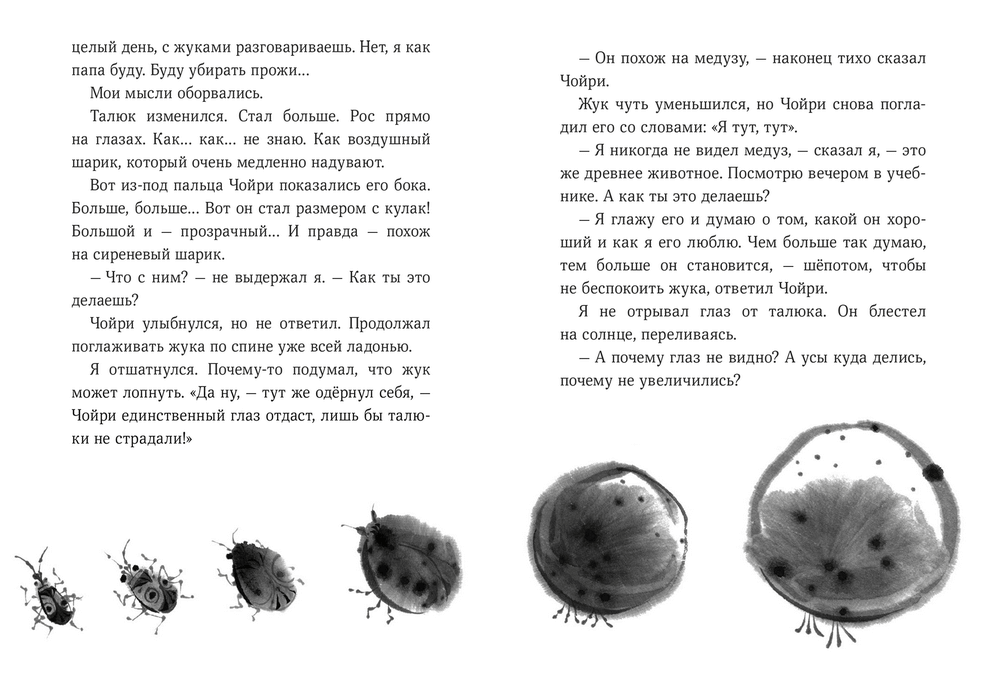 целый день, с жуками разговариваешь. Нет, я как
папа буду. Буду убирать прожи...
Мои мысли оборвались.
Талюк изменился. Стал больше. Рос прямо
на глазах. Как... как... не знаю. Как воздушный
шарик, который очень медленно надувают.
Вот из-под пальца Чойри показались его бока.
Больше, больше... Вот он стал размером с кулак!
Большой и — прозрачный... И правда — похож
на сиреневый шарик.
— Что с ним? — не выдержал я. — Как ты это
делаешь?
Чойри улыбнулся, но не ответил. Продолжал
поглаживать жука по спине уже всей ладонью.
Я отшатнулся. Почему-то подумал, что жук
может лопнуть. «Да ну, — тут же одёрнул себя, —
Чойри единственный глаз отдаст, лишь бы талю-
ки не страдали!»
— Он похож на медузу, — наконец тихо сказал
Чойри.
Жук чуть уменьшился, но Чойри снова погла-
дил его со словами: «Я тут, тут».
— Я никогда не видел медуз, — сказал я, — это
же древнее животное. Посмотрю вечером в учеб-
нике. А как ты это делаешь?
— Я глажу его и думаю о том, какой он хоро-
ший и как я его люблю. Чем больше так думаю,
тем больше он становится, — шёпотом, чтобы
не беспокоить жука, ответил Чойри.
Я не отрывал глаз от талюка. Он блестел
на солнце, переливаясь.
— А почему глаз не видно? А усы куда делись,
почему не увеличились?